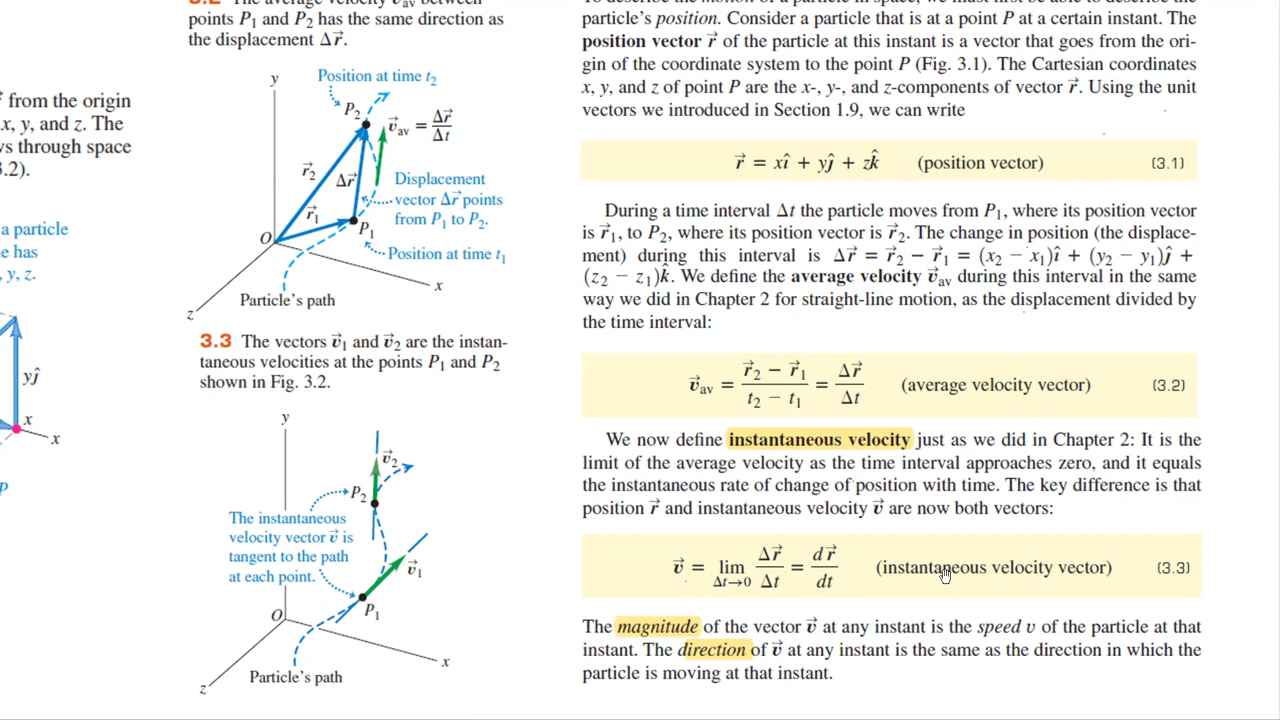 from the origin
x, y, and z. The
ws through space
3.2).
a particle
e has
, y, z.
yĵ
x
x
3.2 The average velocity v⃗av between
points P1 and P2 has the same direction as
the displacement Δr⃗.
y
Position at time t2
P2
v⃗av = Δr⃗/Δt
r⃗2
Δr⃗
Displacement
vector Δr⃗ points
from P1 to P2.
r⃗1
P1
O
Position at time t1
x
Particle's path
z
3.3 The vectors v⃗1 and v⃗2 are the instan-
taneous velocities at the points P1 and P2
shown in Fig. 3.2.
y
v⃗2
P2
The instantaneous
velocity vector v⃗ is
tangent to the path
at each point.
v⃗1
P1
O
x
Particle's path
z
particle's position. Consider a particle that is at a point P at a certain instant. The
position vector r⃗ of the particle at this instant is a vector that goes from the ori-
gin of the coordinate system to the point P (Fig. 3.1). The Cartesian coordinates
x, y, and z of point P are the x-, y-, and z-components of vector r⃗. Using the unit
vectors we introduced in Section 1.9, we can write
r⃗ = xî + yĵ + zk̂ (position vector) (3.1)
During a time interval Δt the particle moves from P1, where its position vector
is r⃗1, to P2, where its position vector is r⃗2. The change in position (the displace-
ment) during this interval is Δr⃗ = r⃗2 − r⃗1 = (x2 − x1)î + (y2 − y1)ĵ +
(z2 − z1)k̂. We define the average velocity v⃗av during this interval in the same
way we did in Chapter 2 for straight-line motion, as the displacement divided by
the time interval:
v⃗av = (r⃗2 − r⃗1)/(t2 − t1) = Δr⃗/Δt (average velocity vector) (3.2)
We now define instantaneous velocity just as we did in Chapter 2: It is the
limit of the average velocity as the time interval approaches zero, and it equals
the instantaneous rate of change of position with time. The key difference is that
position r⃗ and instantaneous velocity v⃗ are now both vectors:
v⃗ = lim Δt→0 Δr⃗/Δt = dr⃗/dt (instantaneous velocity vector) (3.3)
The magnitude of the vector v⃗ at any instant is the speed v of the particle at that
instant. The direction of v⃗ at any instant is the same as the direction in which the
particle is moving at that instant.